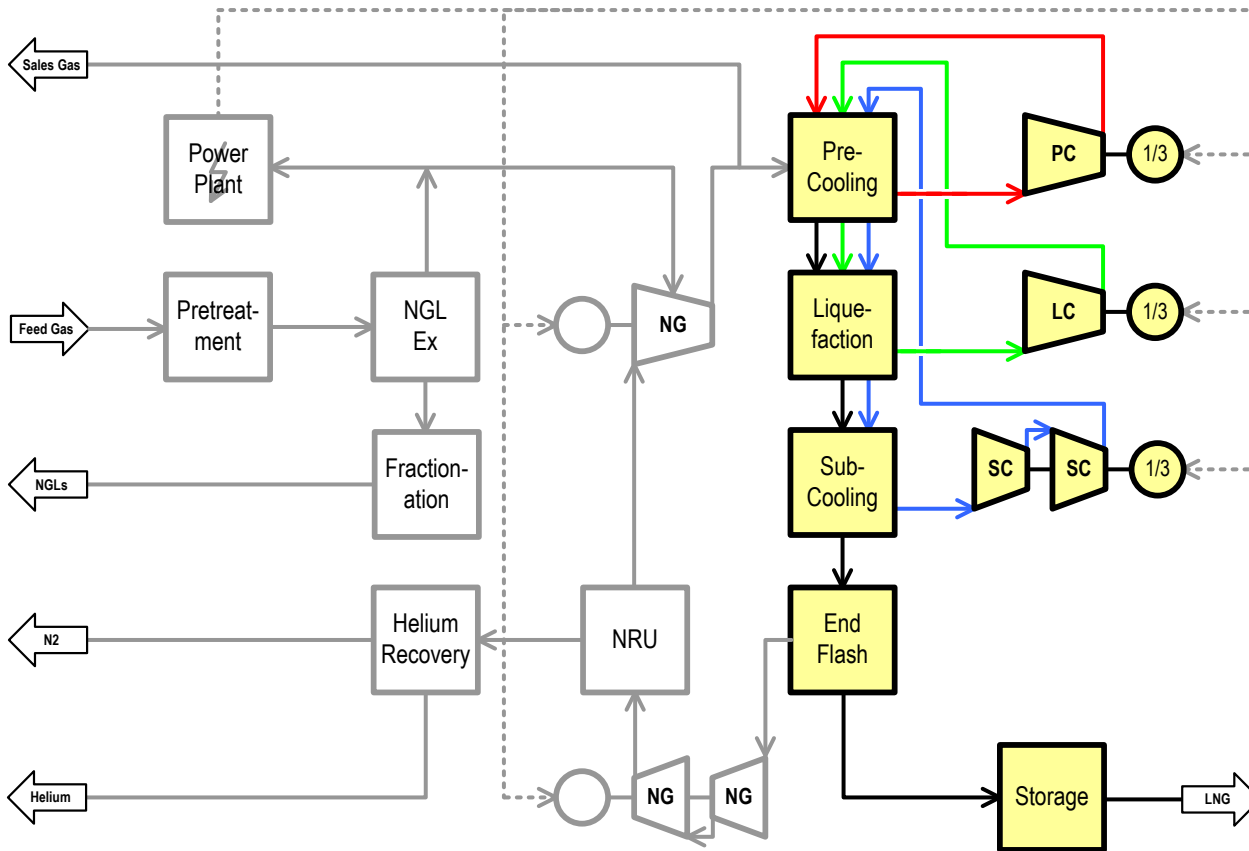 Sales Gas
Power
Plant
Pre-
Cooling
PC
1/3
Feed Gas
Pretreat-
ment
NGL
Ex
NG
Lique-
faction
LC
1/3
NGLs
Fraction-
ation
Sub-
Cooling
SC
SC
1/3
N2
Helium
Recovery
NRU
End
Flash
Helium
NG
NG
Storage
LNG